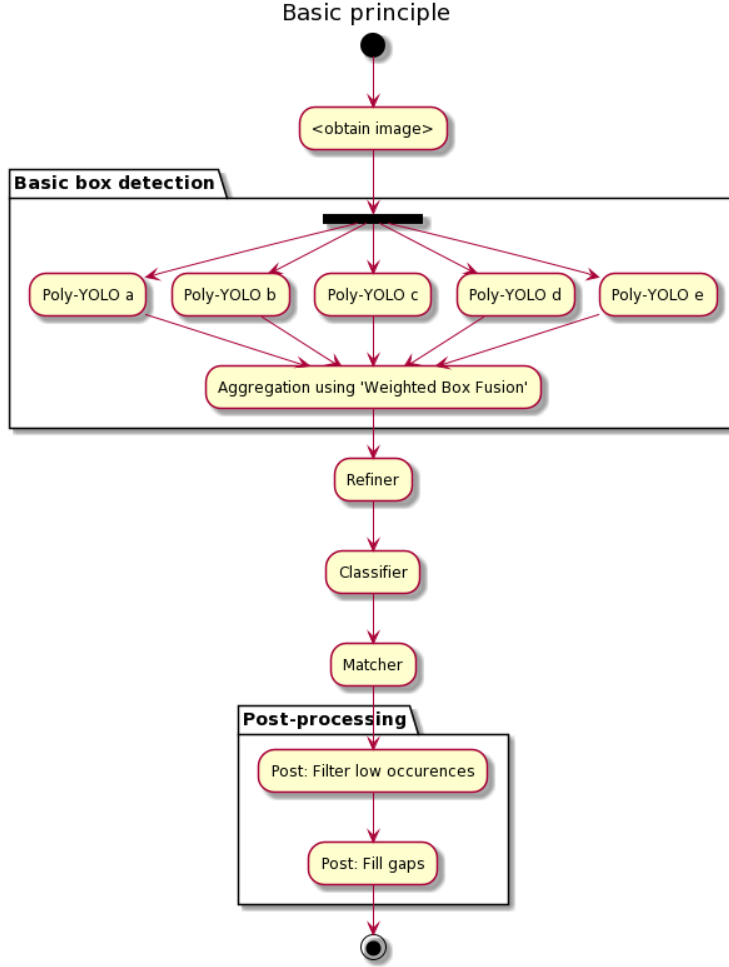 Basic principle
<obtain image>
Basic box detection
Poly-YOLO a
Poly-YOLO b
Poly-YOLO c
Poly-YOLO d
Poly-YOLO e
Aggregation using 'Weighted Box Fusion'
Refiner
Classifier
Matcher
Post-processing
Post: Filter low occurences
Post: Fill gaps